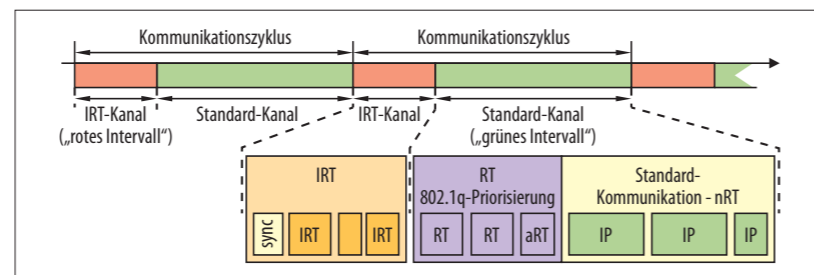 Kommunikationszyklus
Kommunikationszyklus
IRT-Kanal
(„rotes Intervall“)
Standard-Kanal
IRT-Kanal
Standard-Kanal
(„grünes Intervall“)
IRT
sync
IRT
IRT
RT
802.1q-Priorisierung
RT
RT
aRT
Standard-
Kommunikation - nRT
IP
IP
IP